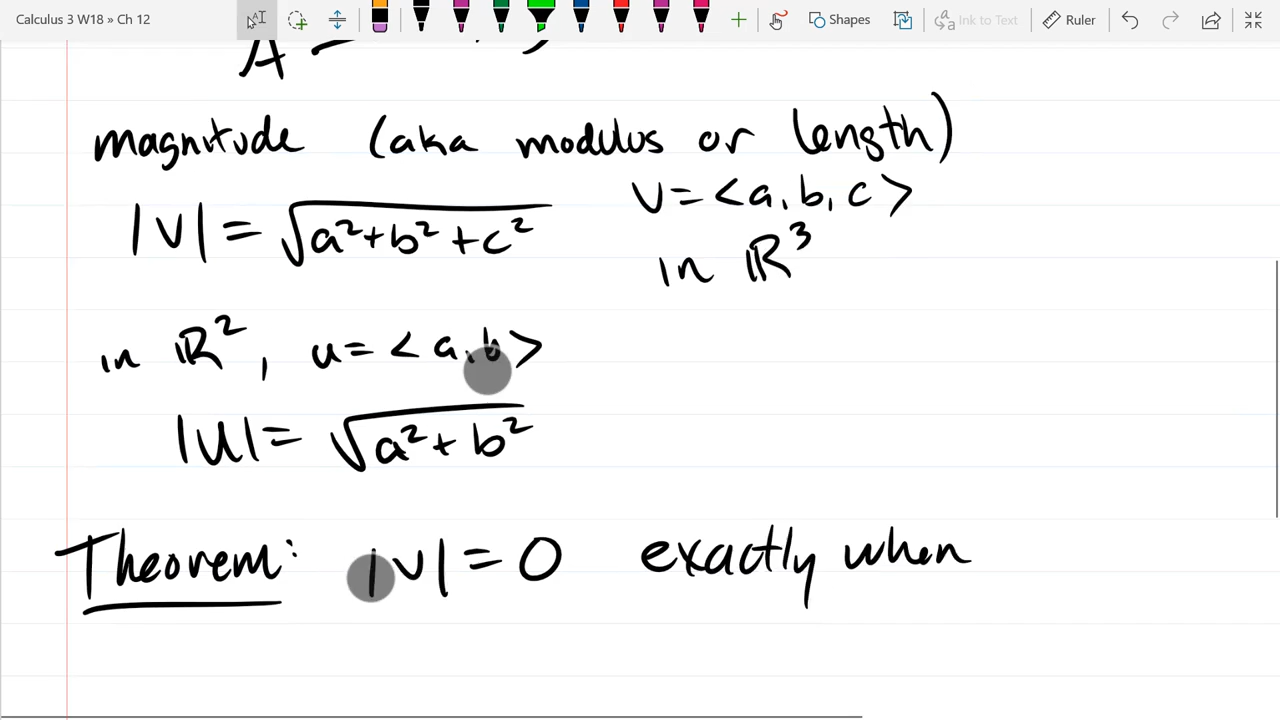 Calculus 3 W18 » Ch 12
Link to Text
Shapes
Ruler
A =
magnitude (aka modulus or length)
|v| = √a²+b²+c²
v = <a, b, c>
in ℝ³
in ℝ², u = <a, b>
|u| = √a²+b²
Theorem: |v| = 0 exactly when